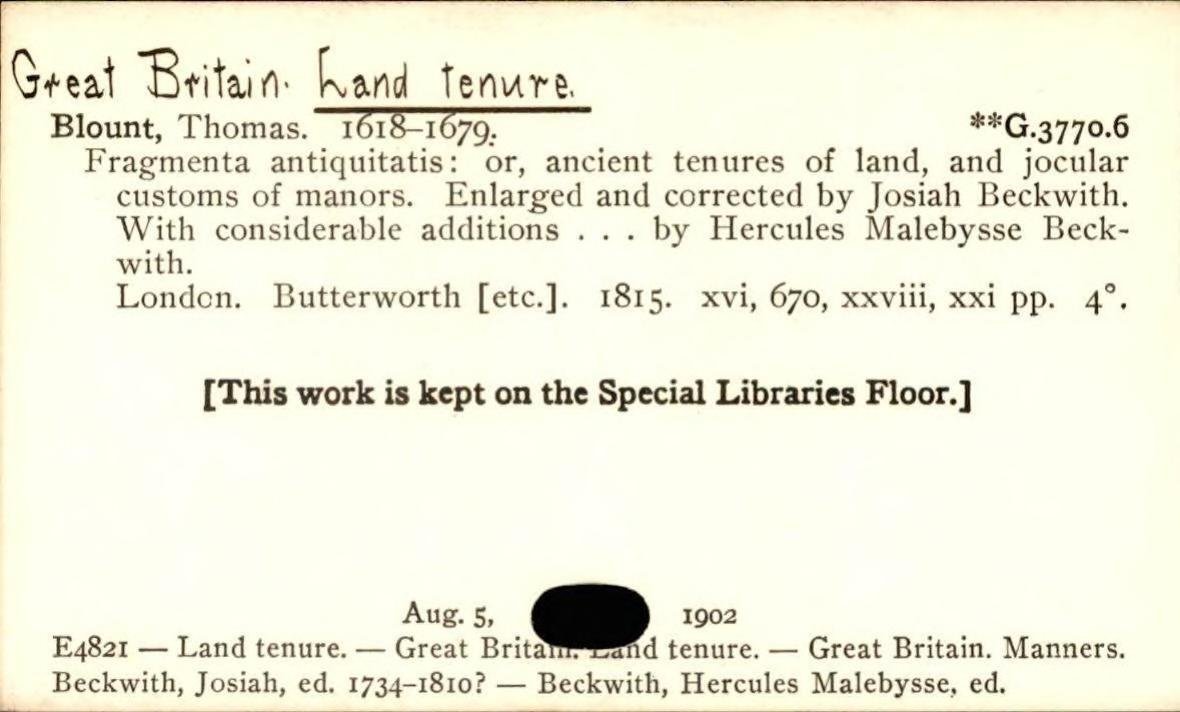 Great Britain. Land tenure.
Blount, Thomas. 1618–1679. **G.3770.6
Fragmenta antiquitatis: or, ancient tenures of land, and jocular
customs of manors. Enlarged and corrected by Josiah Beckwith.
With considerable additions . . . by Hercules Malebysse Beck-
with.
London. Butterworth [etc.]. 1815. xvi, 670, xxviii, xxi pp. 4°.
[This work is kept on the Special Libraries Floor.]
Aug. 5, 1902
E4821 — Land tenure. — Great Britain. Land tenure. — Great Britain. Manners.
Beckwith, Josiah, ed. 1734–1810? — Beckwith, Hercules Malebysse, ed.